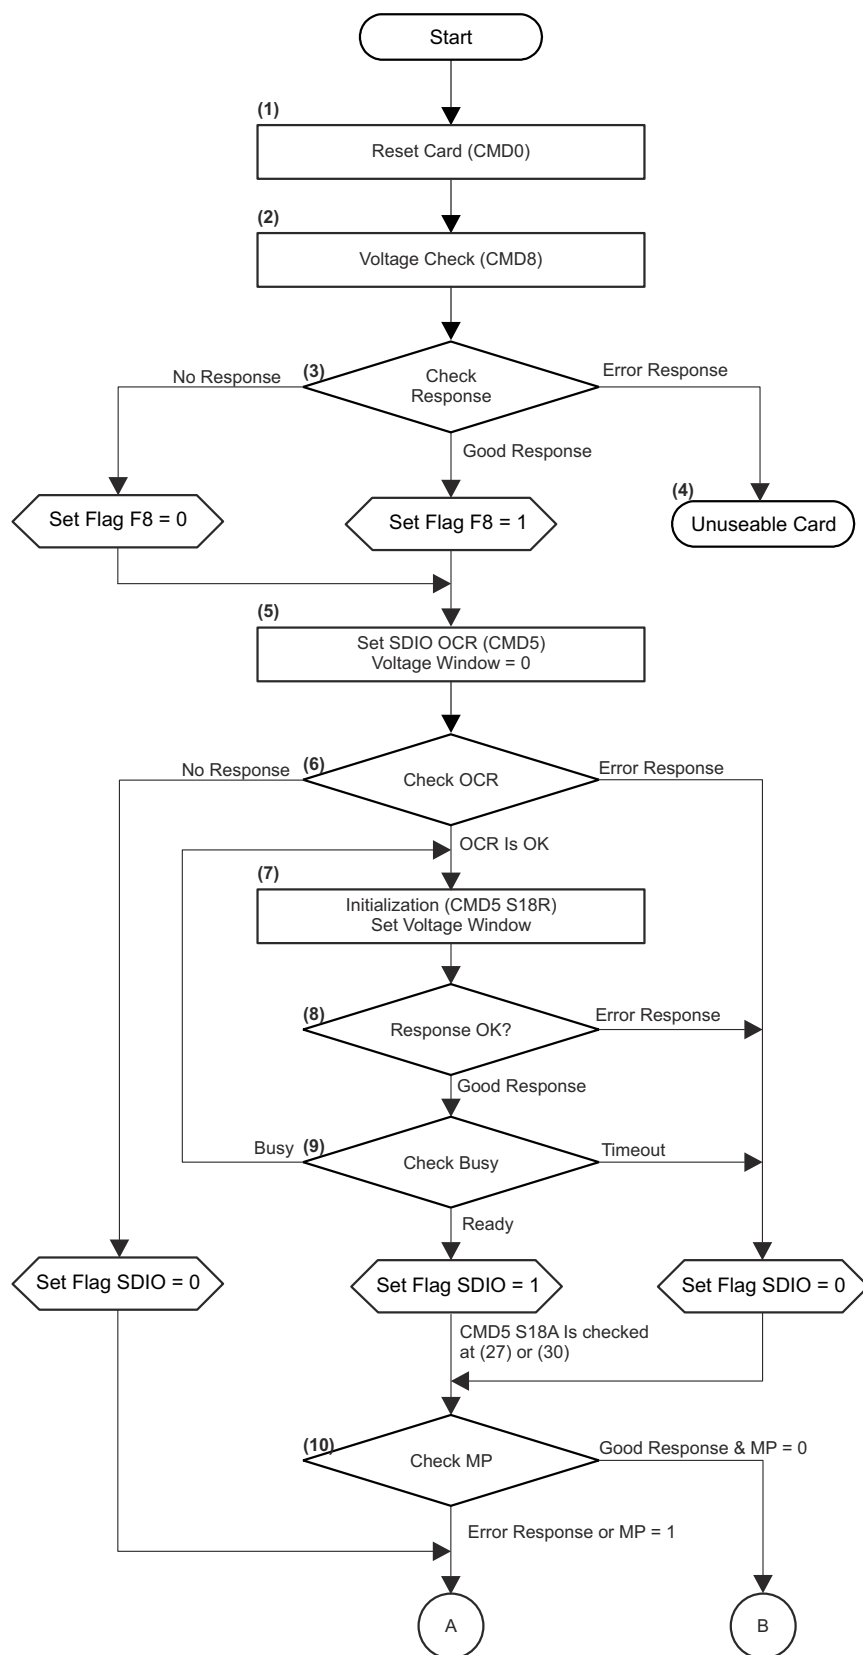 Start
(1)
Reset Card (CMD0)
(2)
Voltage Check (CMD8)
No Response
(3)
Check
Response
Error Response
Good Response
Set Flag F8 = 0
Set Flag F8 = 1
(4)
Unuseable Card
(5)
Set SDIO OCR (CMD5)
Voltage Window = 0
No Response
(6)
Check OCR
Error Response
OCR Is OK
(7)
Initialization (CMD5 S18R)
Set Voltage Window
(8)
Response OK?
Error Response
Good Response
Busy
(9)
Check Busy
Timeout
Ready
Set Flag SDIO = 0
Set Flag SDIO = 1
Set Flag SDIO = 0
CMD5 S18A Is checked
at (27) or (30)
(10)
Check MP
Good Response & MP = 0
Error Response or MP = 1
A
B